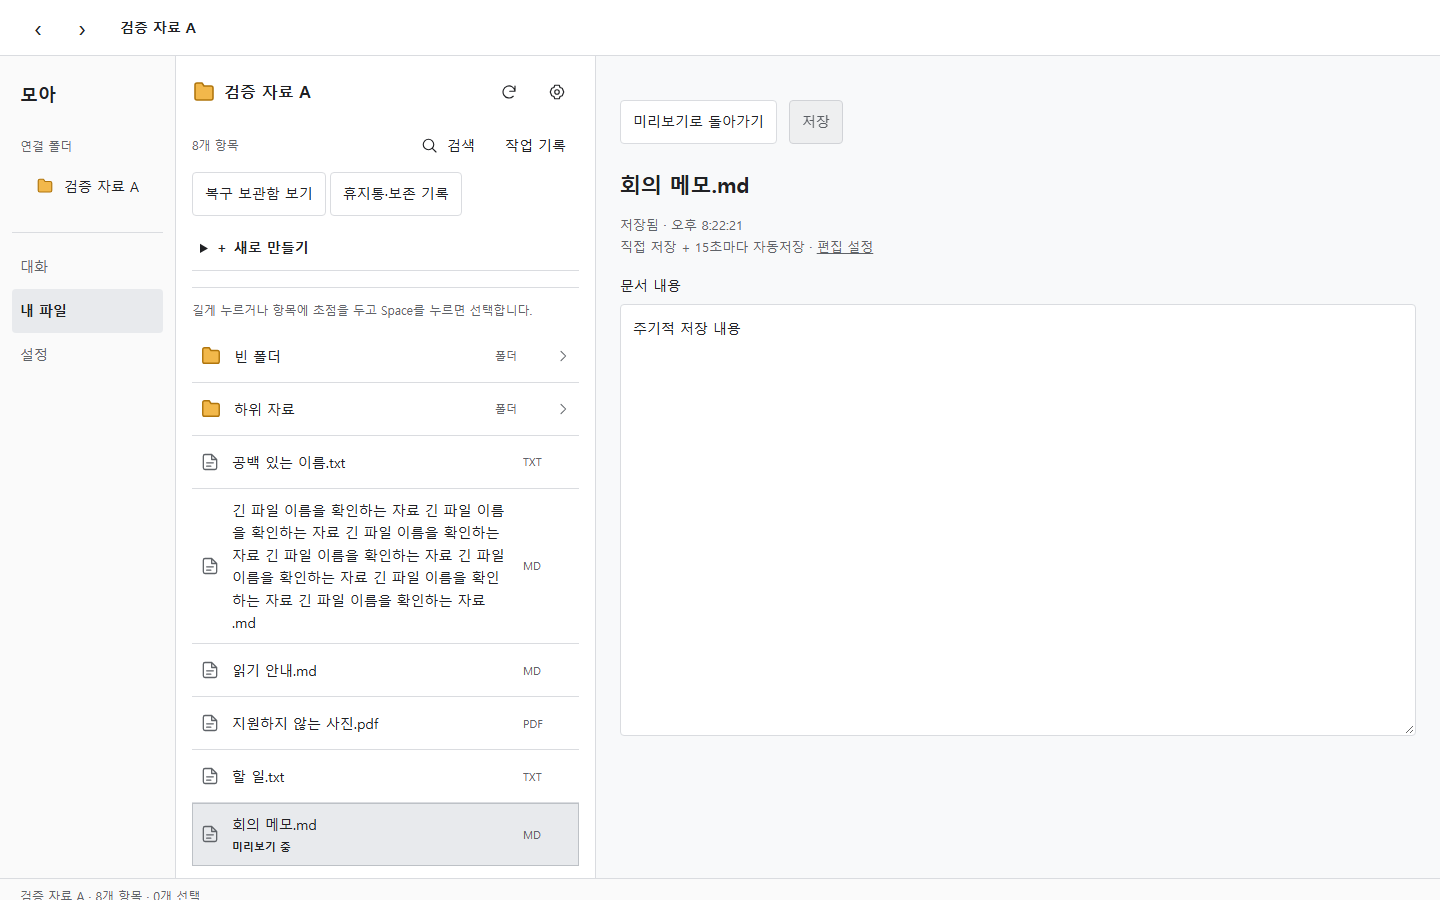 검증 자료 A
모아
연결 폴더
검증 자료 A
대화
내 파일
설정
검증 자료 A
8개 항목
검색
작업 기록
복구 보관함 보기
휴지통·보존 기록
+ 새로 만들기
길게 누르거나 항목에 초점을 두고 Space를 누르면 선택합니다.
빈 폴더 폴더
하위 자료 폴더
공백 있는 이름.txt TXT
긴 파일 이름을 확인하는 자료 긴 파일 이름
을 확인하는 자료 긴 파일 이름을 확인하는
자료 긴 파일 이름을 확인하는 자료 긴 파일
이름을 확인하는 자료 긴 파일 이름을 확인
하는 자료 긴 파일 이름을 확인하는 자료
.md
MD
읽기 안내.md MD
지원하지 않는 사진.pdf PDF
할 일.txt TXT
회의 메모.md MD
미리보기 중
미리보기로 돌아가기
저장
회의 메모.md
저장됨 · 오후 8:22:21
직접 저장 + 15초마다 자동저장 · 편집 설정
문서 내용
주기적 저장 내용
검증 자료 A · 8개 항목 · 0개 선택